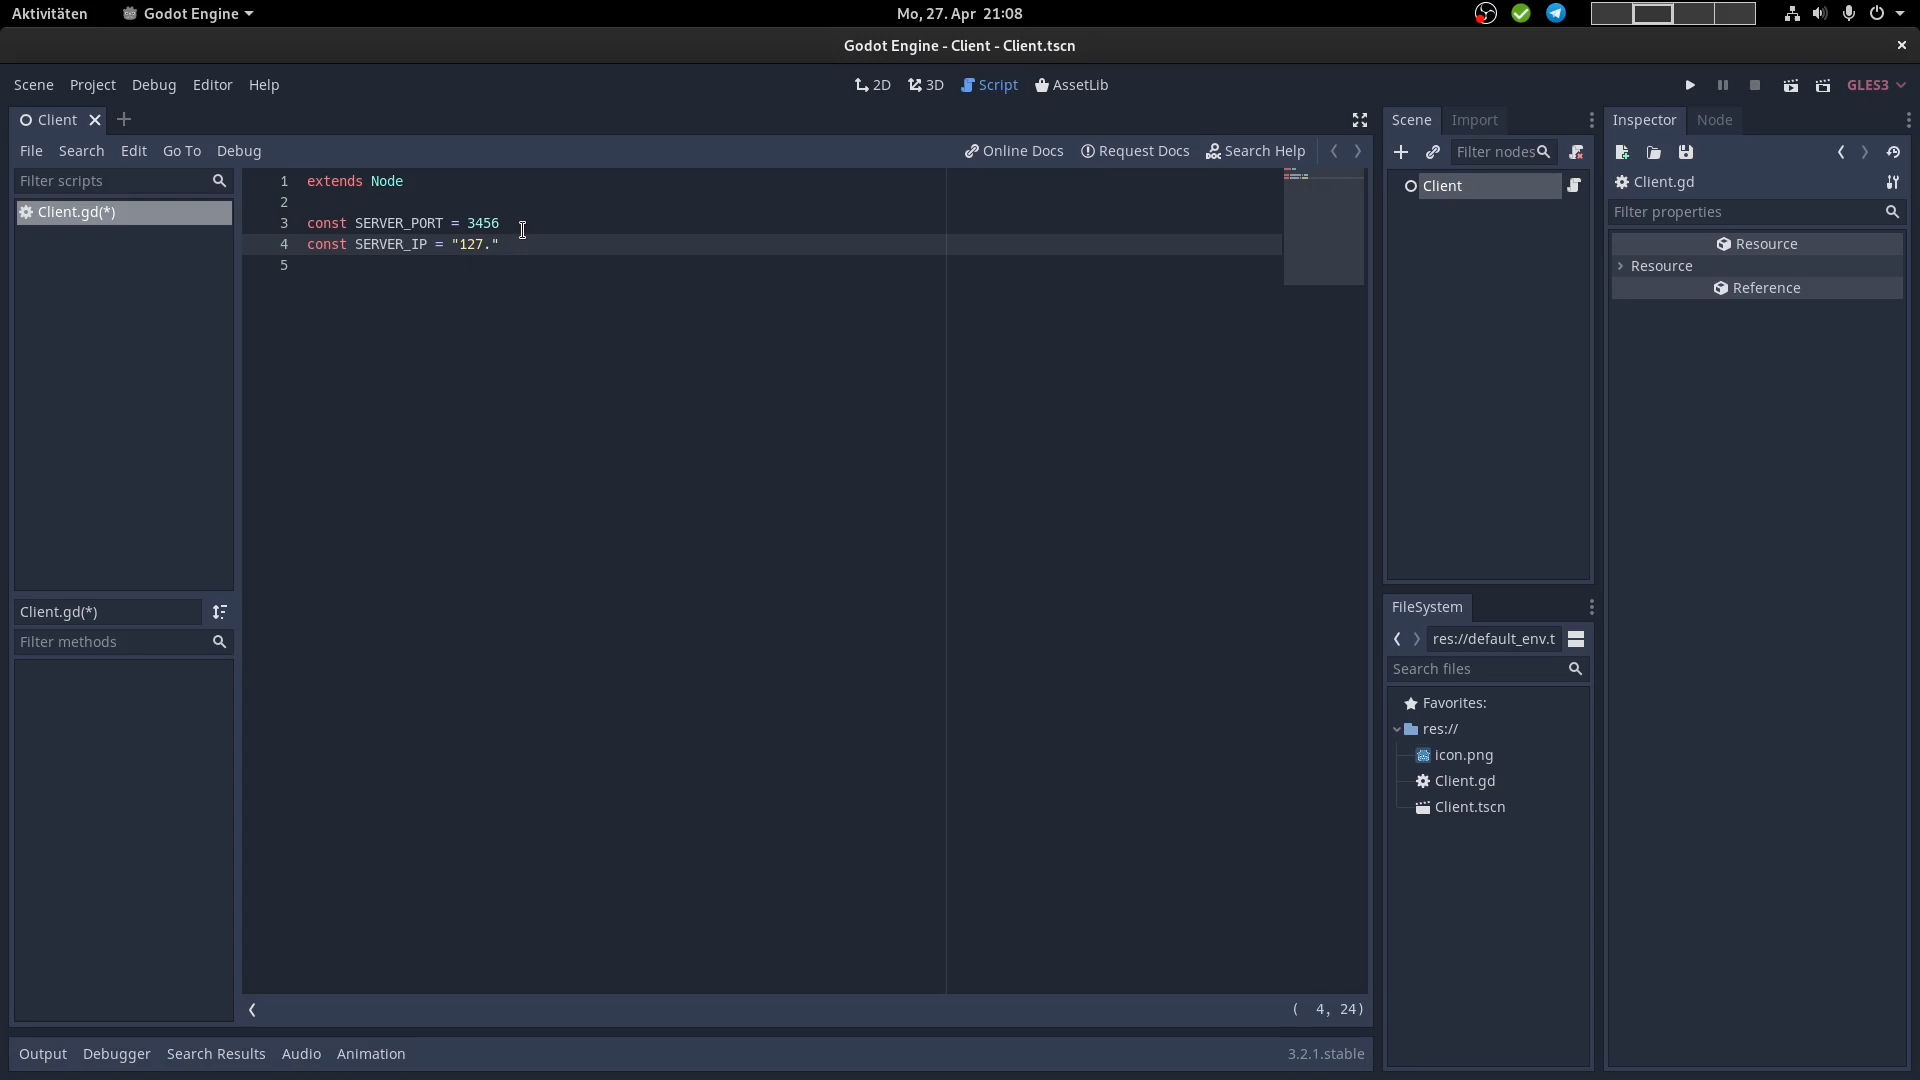 Aktivitäten Godot Engine Mo, 27. Apr 21:08
Godot Engine - Client - Client.tscn
Scene Project Debug Editor Help 2D 3D Script AssetLib GLES3
Client
File Search Edit Go To Debug Online Docs Request Docs Search Help
Filter scripts
Client.gd(*)
Client.gd(*)
Filter methods
1 extends Node
2
3 const SERVER_PORT = 3456
4 const SERVER_IP = "127."
5
( 4, 24)
Output Debugger Search Results Audio Animation 3.2.1.stable
Scene Import
Filter nodes
Client
FileSystem
res://default_env.t
Search files
Favorites:
res://
icon.png
Client.gd
Client.tscn
Inspector Node
Client.gd
Filter properties
Resource
Resource
Reference